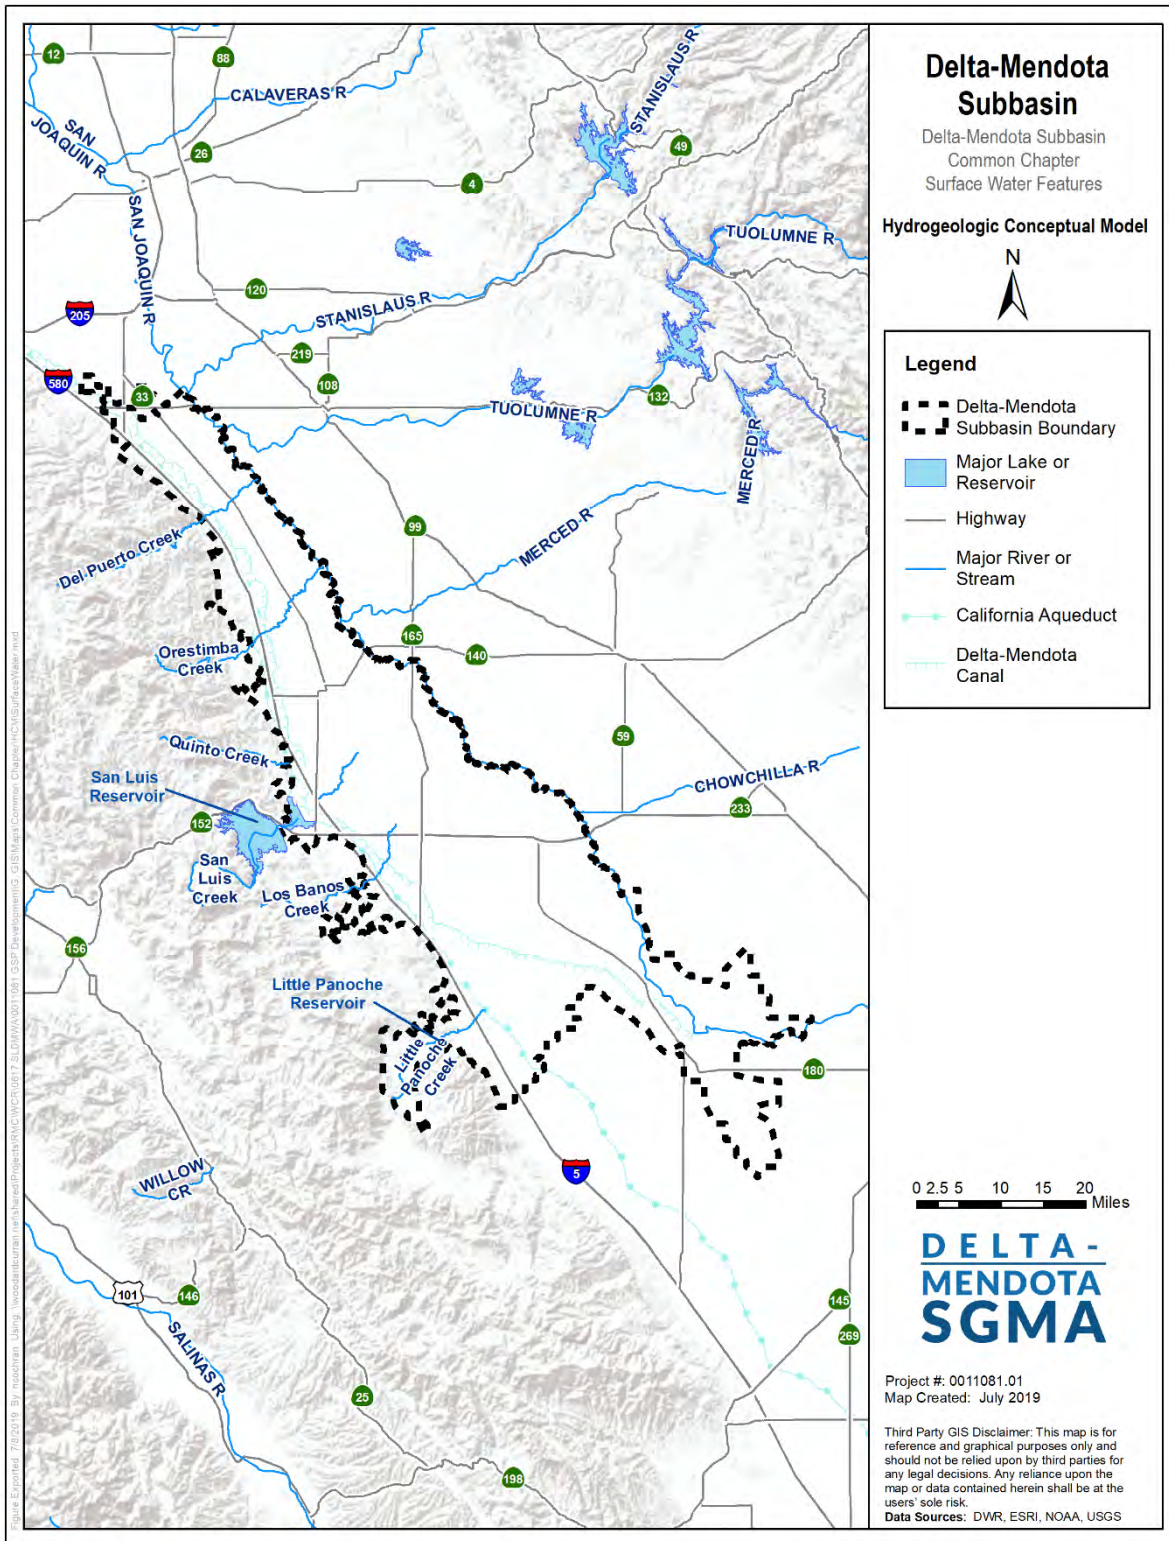 12
88
CALAVERAS R
STANISLAUS R
SAN
JOAQUIN R
26
49
4
SAN JOAQUIN R
TUOLUMNE R
120
205
STANISLAUS R
219
580
33
108
132
TUOLUMNE R
MERCED R
99
MERCED R
Del Puerto Creek
165
140
Orestimba
Creek
59
Quinto Creek
San Luis
Reservoir
CHOWCHILLA R
233
152
San
Luis
Creek
Los Banos
Creek
156
Little Panoche
Reservoir
Little
Panoche
Creek
180
5
WILLOW
CR
101
146
145
269
SALINAS R
25
198
Delta-Mendota
Subbasin
Delta-Mendota Subbasin
Common Chapter
Surface Water Features
Hydrogeologic Conceptual Model
N
Legend
Delta-Mendota
Subbasin Boundary
Major Lake or
Reservoir
Highway
Major River or
Stream
California Aqueduct
Delta-Mendota
Canal
0 2.5 5 10 15 20
Miles
DELTA-
MENDOTA
SGMA
Project #: 0011081.01
Map Created: July 2019
Third Party GIS Disclaimer: This map is for
reference and graphical purposes only and
should not be relied upon by third parties for
any legal decisions. Any reliance upon the
map or data contained herein shall be at the
users' sole risk.
Data Sources: DWR, ESRI, NOAA, USGS